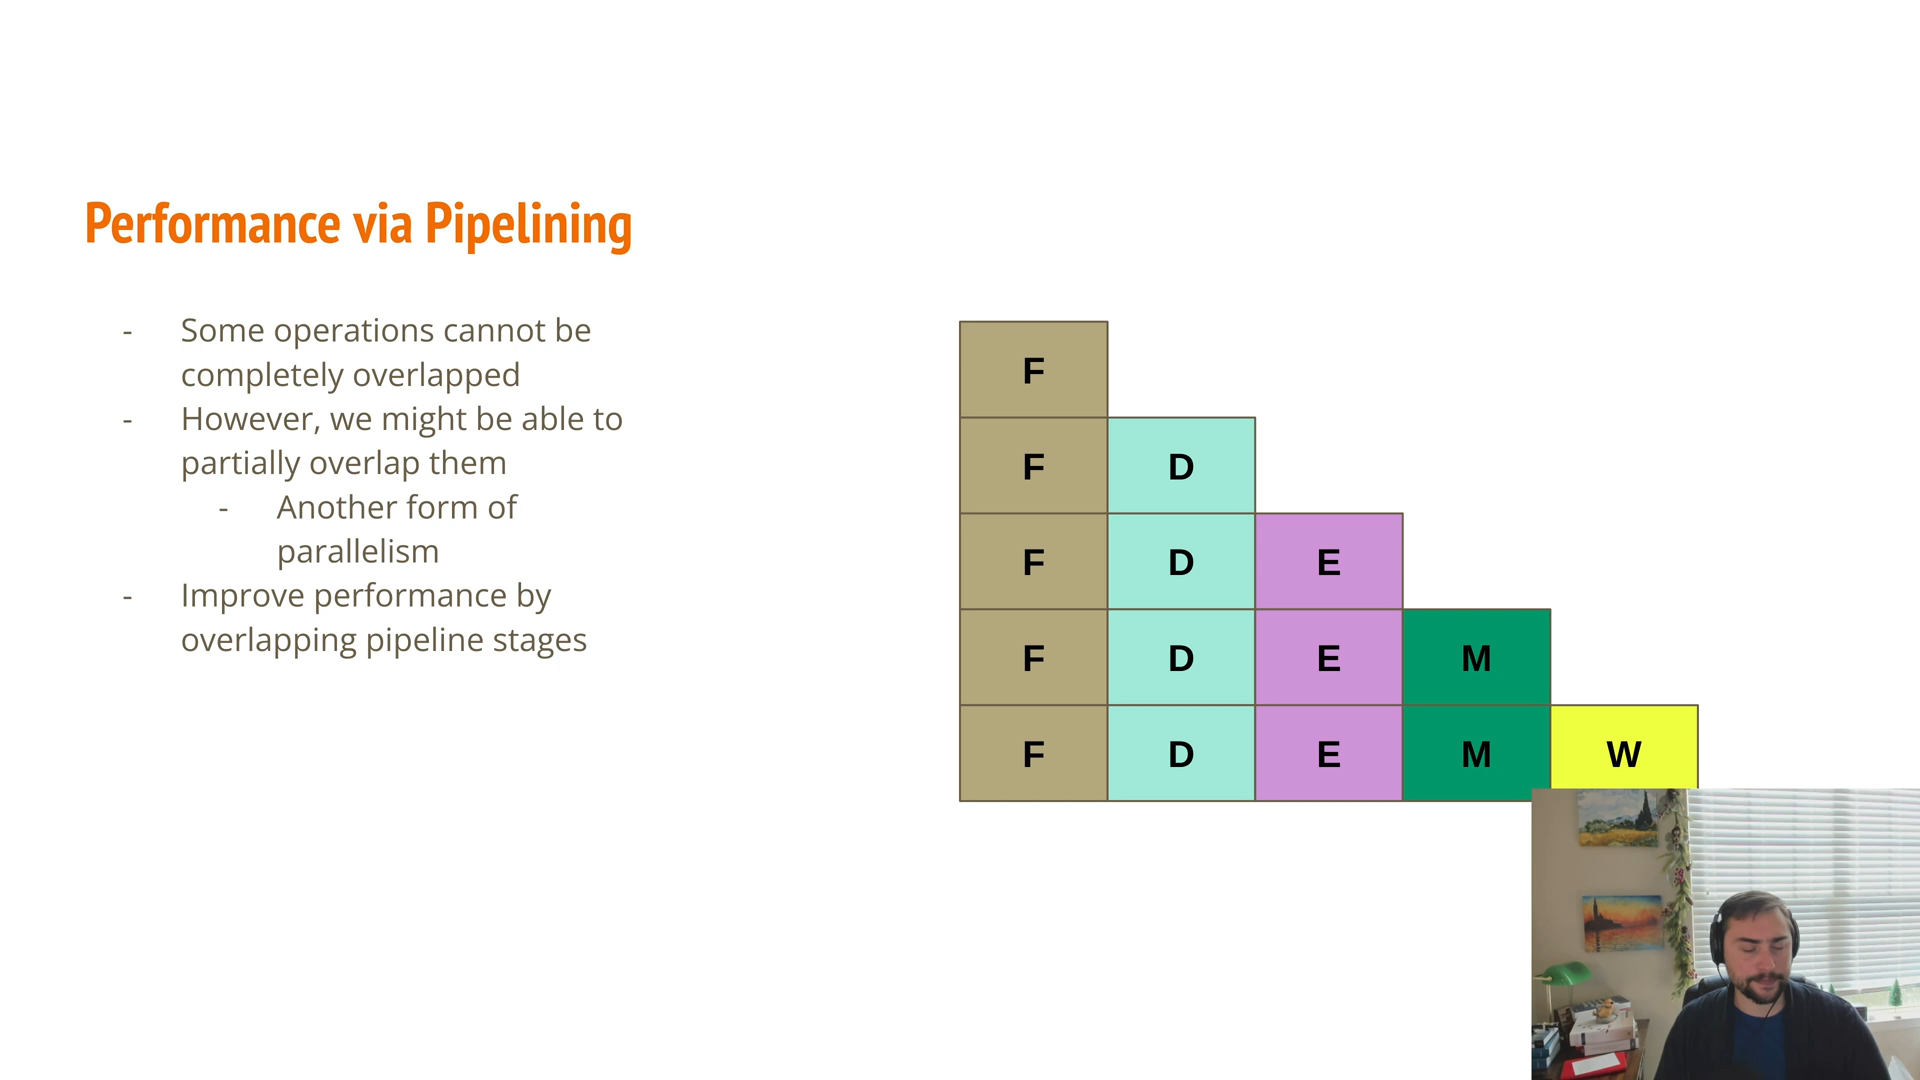 Performance via Pipelining
- Some operations cannot be
completely overlapped
- However, we might be able to
partially overlap them
- Another form of
parallelism
- Improve performance by
overlapping pipeline stages
F
F D
F D E
F D E M
F D E M W